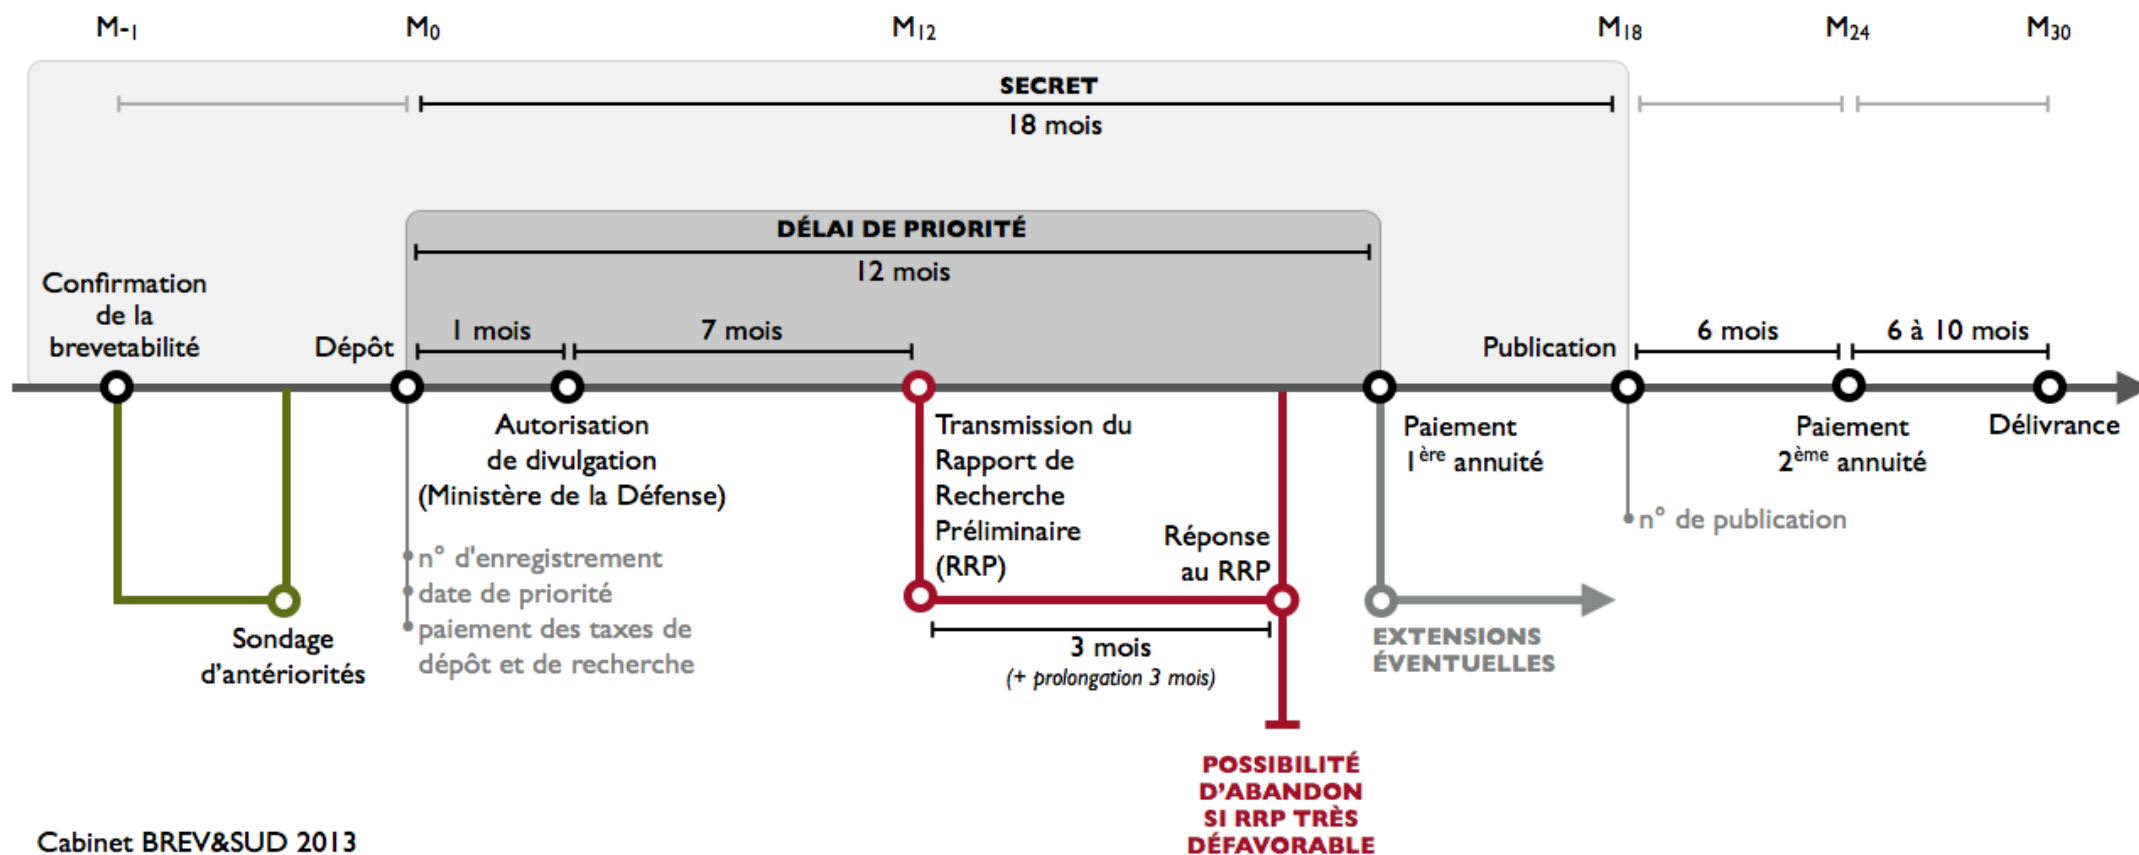 M-1
M0
M12
M18
M24
M30
SECRET
18 mois
DÉLAI DE PRIORITÉ
12 mois
Confirmation
de la
brevetabilité
Dépôt
1 mois
7 mois
Publication
6 mois
6 à 10 mois
Autorisation
de divulgation
(Ministère de la Défense)
Transmission du
Rapport de
Recherche
Préliminaire
(RRP)
Réponse
au RRP
Paiement
1ère annuité
Paiement
2ème annuité
Délivrance
n° d'enregistrement
date de priorité
paiement des taxes de
dépôt et de recherche
n° de publication
Sondage
d'antériorités
3 mois
(+ prolongation 3 mois)
EXTENSIONS
ÉVENTUELLES
POSSIBILITÉ
D'ABANDON
SI RRP TRÈS
DÉFAVORABLE
Cabinet BREV&SUD 2013